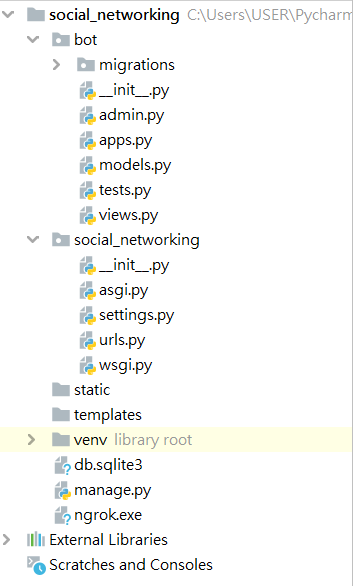 social_networking C:\Users\USER\Pycharm
bot
migrations
__init__.py
admin.py
apps.py
models.py
tests.py
views.py
social_networking
__init__.py
asgi.py
settings.py
urls.py
wsgi.py
static
templates
venv library root
db.sqlite3
manage.py
ngrok.exe
External Libraries
Scratches and Consoles